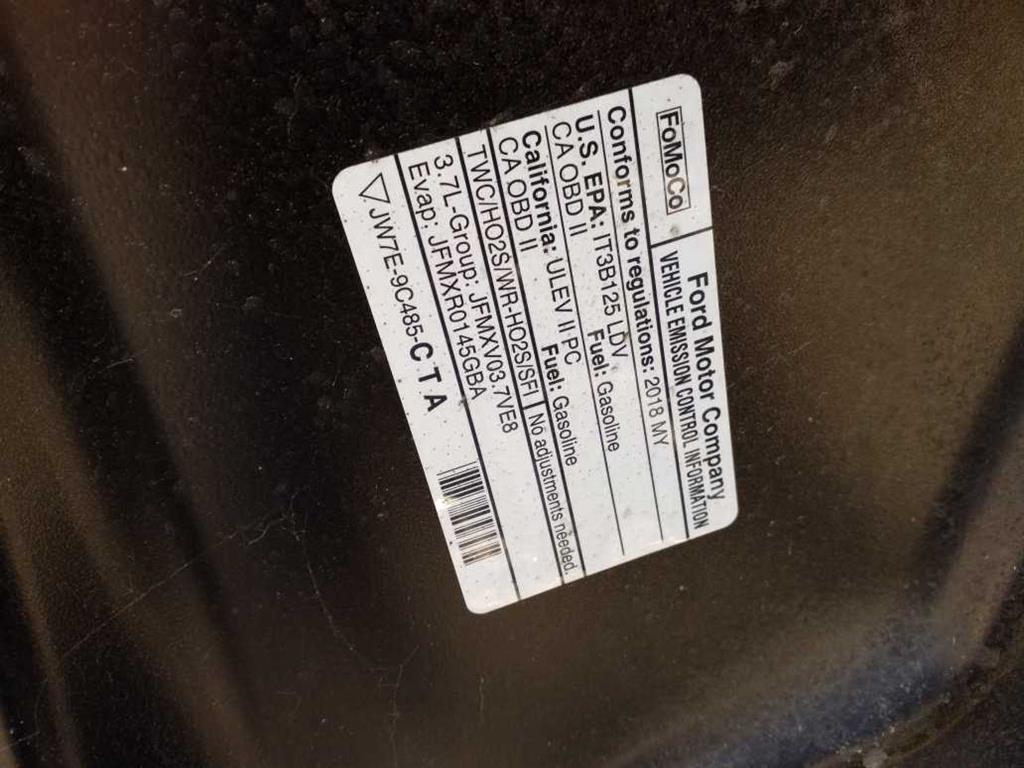 FoMoCo
Ford Motor Company
VEHICLE EMISSION CONTROL INFORMATION
Conforms to regulations: 2018 MY
U.S. EPA: IT3B125 LDV Fuel: Gasoline
CA OBD II
California: ULEV II PC Fuel: Gasoline
CA OBD II
TWC/HO2S/WR-HO2S/SFI No adjustments needed.
3.7L-Group: JFMXV03.7VE8
Evap: JFMXR0145GBA
JW7E-9C485-C T A